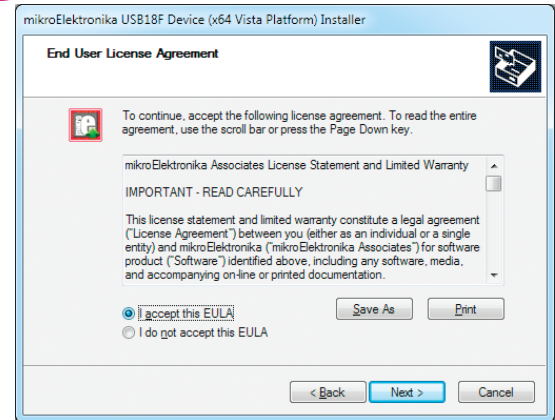 mikroElektronika USB18F Device (x64 Vista Platform) Installer
End User License Agreement
To continue, accept the following license agreement. To read the entire
agreement, use the scroll bar or press the Page Down key.
mikroElektronika Associates License Statement and Limited Warranty
IMPORTANT - READ CAREFULLY
This license statement and limited warranty constitute a legal agreement
("License Agreement") between you (either as an individual or a single
entity) and mikroElektronika ("mikroElektronika Associates") for software
product ("Software") identified above, including any software, media,
and accompanying on-line or printed documentation.
I accept this EULA
Save As
Print
I do not accept this EULA
< Back
Next >
Cancel